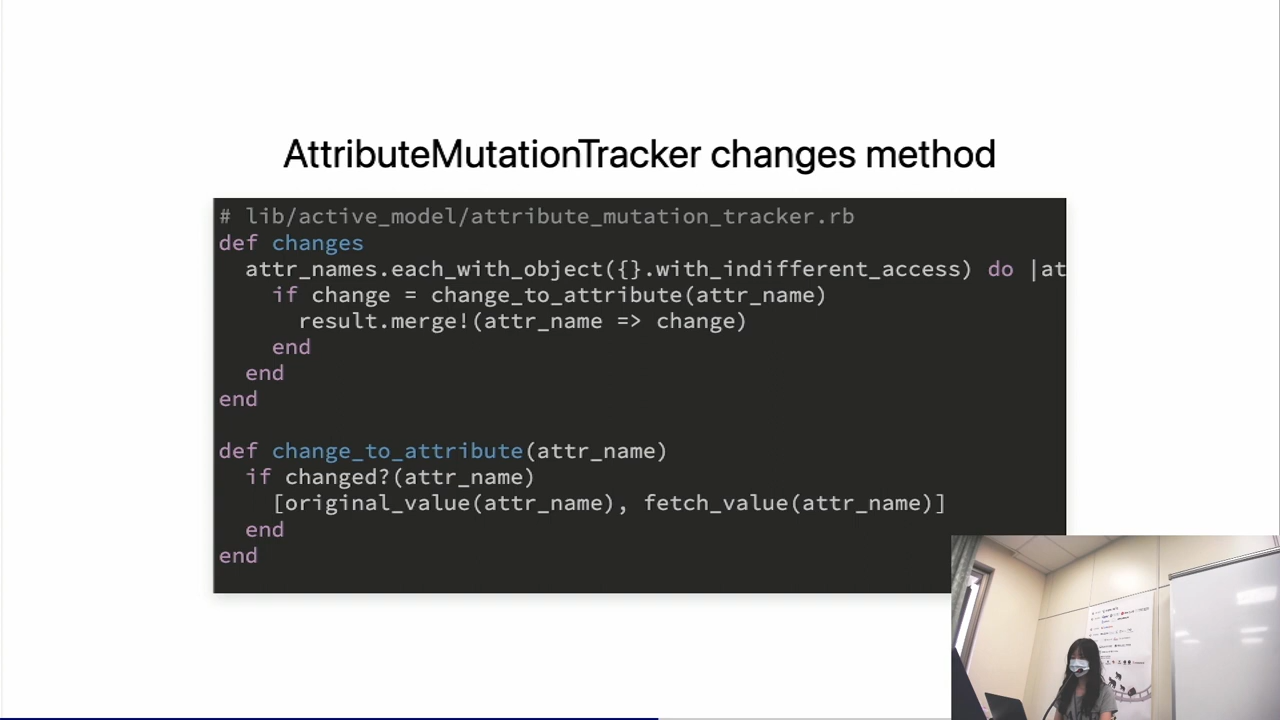 AttributeMutationTracker changes method
# lib/active_model/attribute_mutation_tracker.rb
def changes
  attr_names.each_with_object({}.with_indifferent_access) do |at
    if change = change_to_attribute(attr_name)
      result.merge!(attr_name => change)
    end
  end
end
def change_to_attribute(attr_name)
  if changed?(attr_name)
    [original_value(attr_name), fetch_value(attr_name)]
  end
end